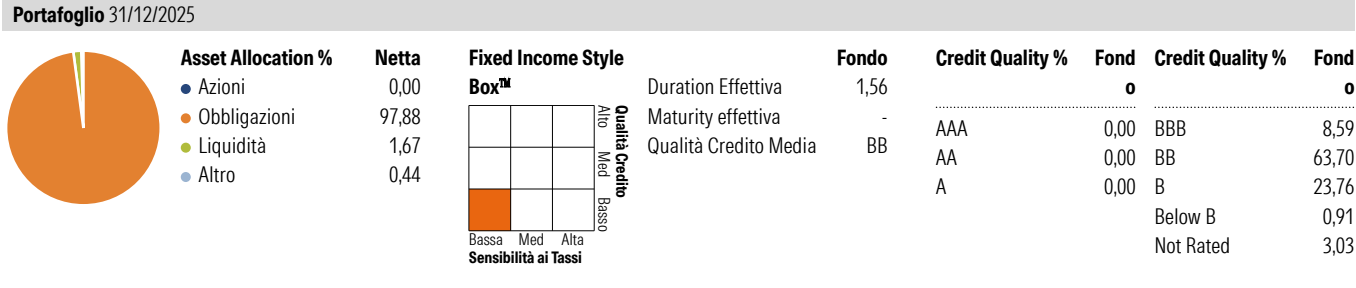 Portafoglio 31/12/2025
Asset Allocation % Netta
Azioni 0,00
Obbligazioni 97,88
Liquidità 1,67
Altro 0,44
Fixed Income Style
Box™
Alto Med Basso
Qualità Credito
Bassa Med Alta
Sensibilità ai Tassi
Fondo
Duration Effettiva 1,56
Maturity effettiva -
Qualità Credito Media BB
Credit Quality % Fond
o
AAA 0,00
AA 0,00
A 0,00
Credit Quality % Fond
o
BBB 8,59
BB 63,70
B 23,76
Below B 0,91
Not Rated 3,03